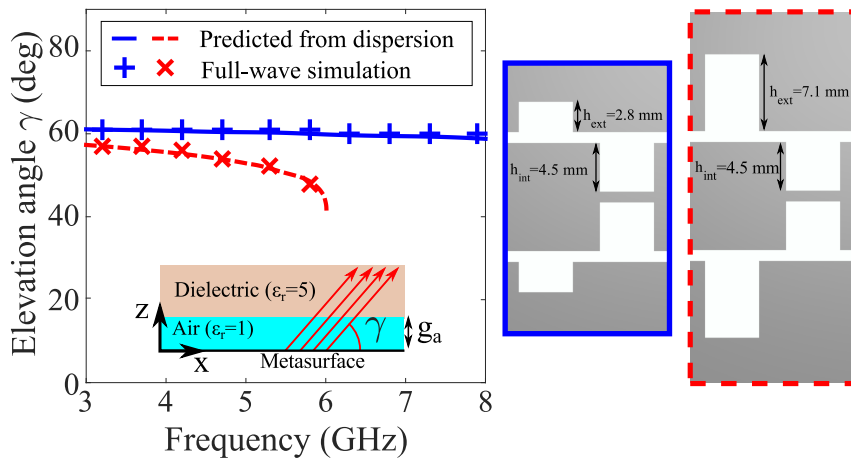 Elevation angle γ (deg)
80
60
40
20
0
3
4
5
6
7
8
Frequency (GHz)
Predicted from dispersion
Full-wave simulation
Dielectric (εr=5)
Air (εr=1)
z
x
γ
ga
Metasurface
hext=2.8 mm
hint=4.5 mm
hext=7.1 mm
hint=4.5 mm